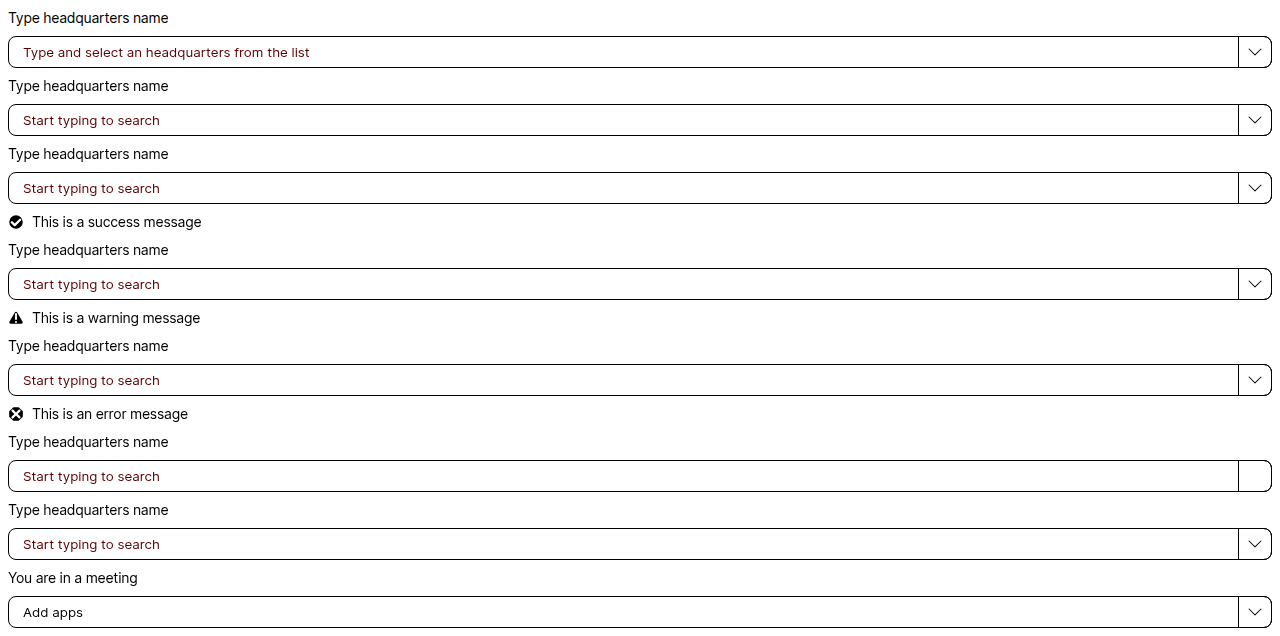 Type headquarters name
Type and select an headquarters from the list
Type headquarters name
Start typing to search
Type headquarters name
Start typing to search
This is a success message
Type headquarters name
Start typing to search
This is a warning message
Type headquarters name
Start typing to search
This is an error message
Type headquarters name
Start typing to search
Type headquarters name
Start typing to search
You are in a meeting
Add apps